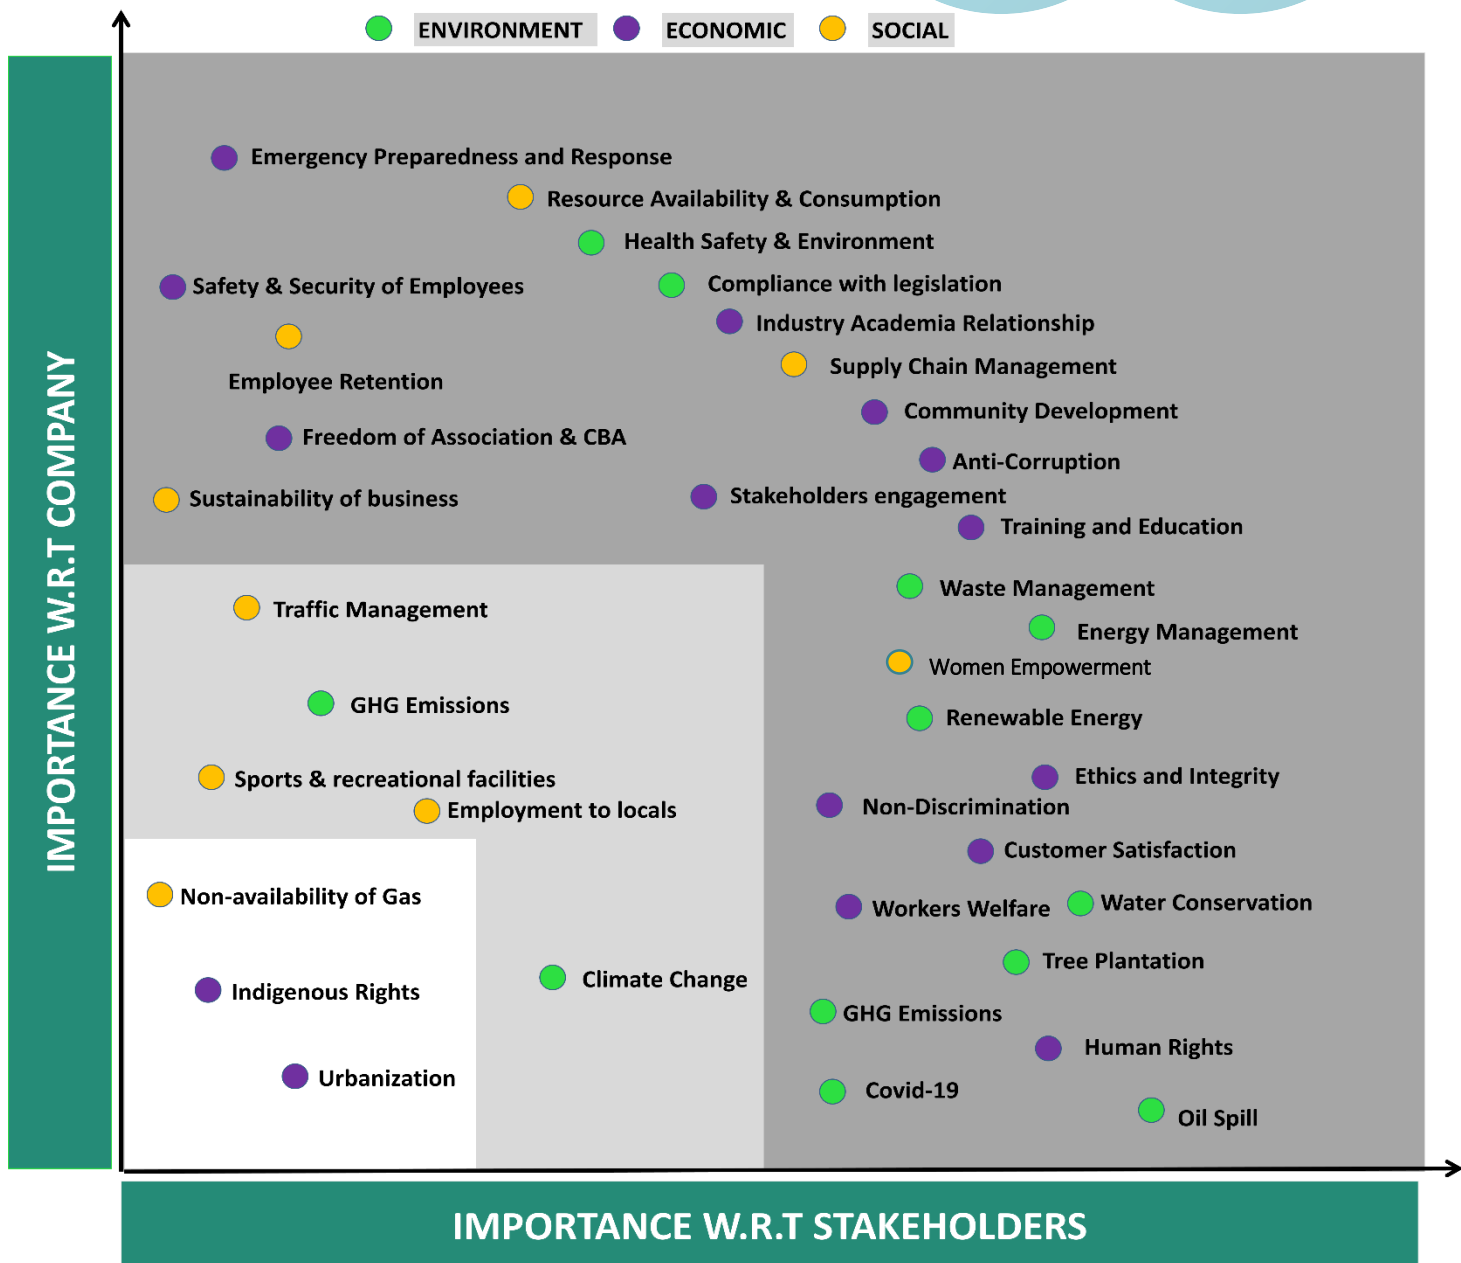 ENVIRONMENT
ECONOMIC
SOCIAL
IMPORTANCE W.R.T COMPANY
Emergency Preparedness and Response
Resource Availability & Consumption
Health Safety & Environment
Safety & Security of Employees
Compliance with legislation
Industry Academia Relationship
Supply Chain Management
Employee Retention
Community Development
Freedom of Association & CBA
Anti-Corruption
Sustainability of business
Stakeholders engagement
Training and Education
Waste Management
Traffic Management
Energy Management
Women Empowerment
GHG Emissions
Renewable Energy
Sports & recreational facilities
Ethics and Integrity
Employment to locals
Non-Discrimination
Customer Satisfaction
Non-availability of Gas
Workers Welfare
Water Conservation
Tree Plantation
Climate Change
Indigenous Rights
GHG Emissions
Human Rights
Urbanization
Covid-19
Oil Spill
IMPORTANCE W.R.T STAKEHOLDERS